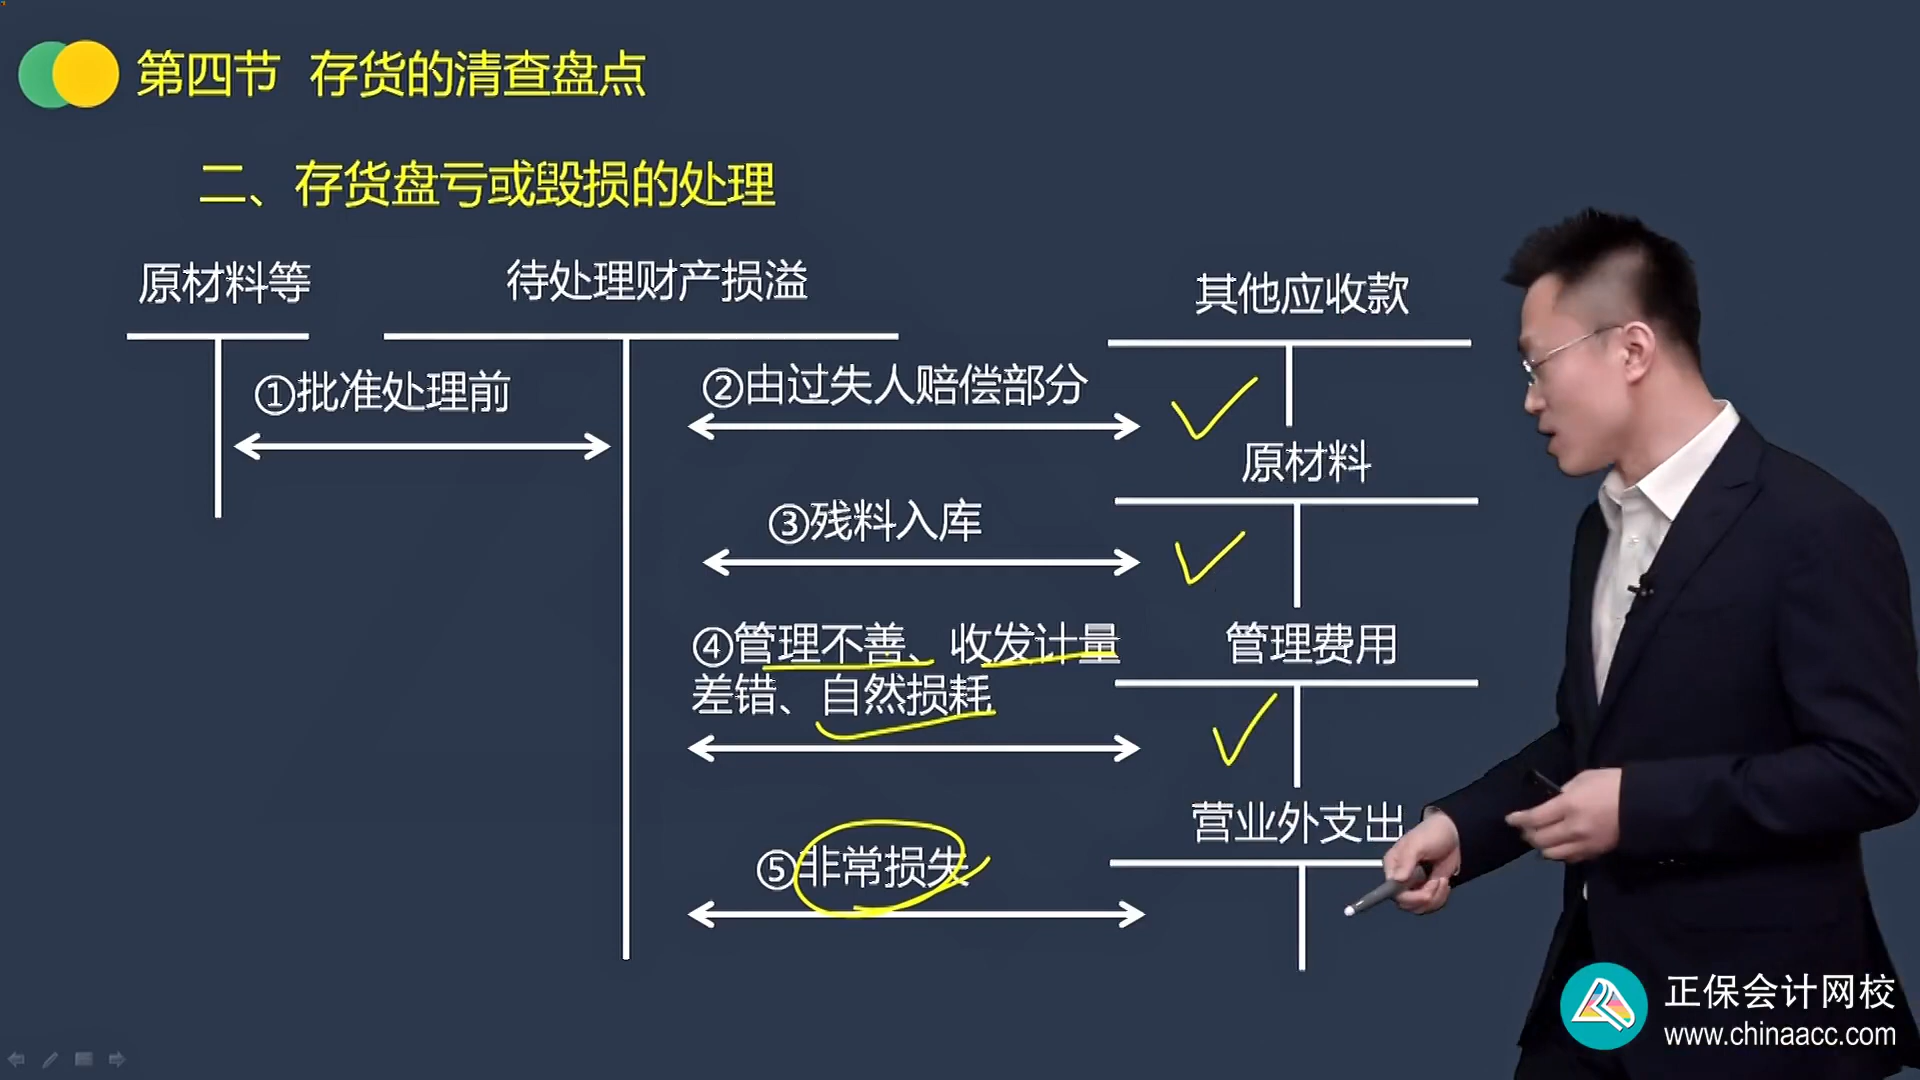 第四节 存货的清查盘点
二、存货盘亏或毁损的处理
原材料等
待处理财产损溢
其他应收款
①批准处理前
②由过失人赔偿部分
原材料
③残料入库
④管理不善、收发计量
差错、自然损耗
管理费用
营业外支出
⑤非常损失
正保会计网校
www.chinaacc.com